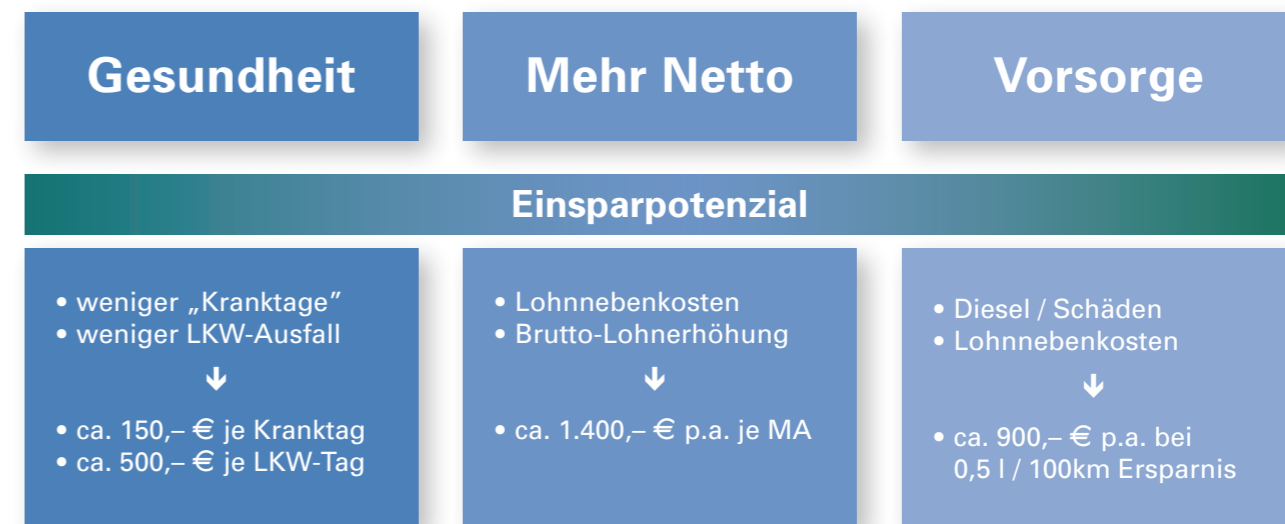 Gesundheit
Mehr Netto
Vorsorge
Einsparpotenzial
• weniger „Kranktage”
• weniger LKW-Ausfall
➔
• ca. 150,– € je Kranktag
• ca. 500,– € je LKW-Tag
• Lohnnebenkosten
• Brutto-Lohnerhöhung
➔
• ca. 1.400,– € p.a. je MA
• Diesel / Schäden
• Lohnnebenkosten
➔
• ca. 900,– € p.a. bei
0,5 l / 100km Ersparnis